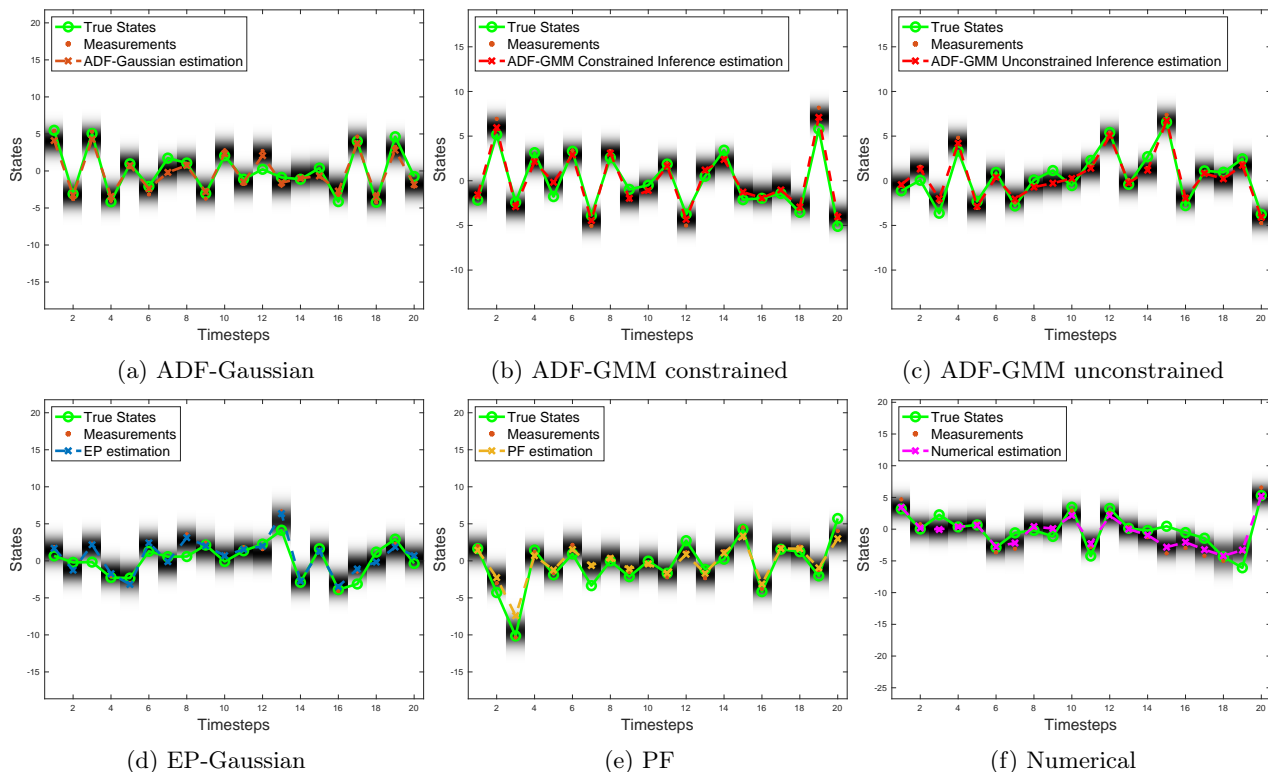 True States
Measurements
ADF-Gaussian estimation
20
15
10
5
0
-5
-10
-15
States
2 4 6 8 10 12 14 16 18 20
Timesteps
(a) ADF-Gaussian
True States
Measurements
ADF-GMM Constrained Inference estimation
15
10
5
0
-5
-10
States
2 4 6 8 10 12 14 16 18 20
Timesteps
(b) ADF-GMM constrained
True States
Measurements
ADF-GMM Unconstrained Inference estimation
15
10
5
0
-5
-10
States
2 4 6 8 10 12 14 16 18 20
Timesteps
(c) ADF-GMM unconstrained
True States
Measurements
EP estimation
20
15
10
5
0
-5
-10
-15
States
2 4 6 8 10 12 14 16 18 20
Timesteps
(d) EP-Gaussian
True States
Measurements
PF estimation
20
15
10
5
0
-5
-10
-15
States
2 4 6 8 10 12 14 16 18 20
Timesteps
(e) PF
True States
Measurements
Numerical estimation
20
15
10
5
0
-5
-10
-15
-20
-25
States
2 4 6 8 10 12 14 16 18 20
Timesteps
(f) Numerical